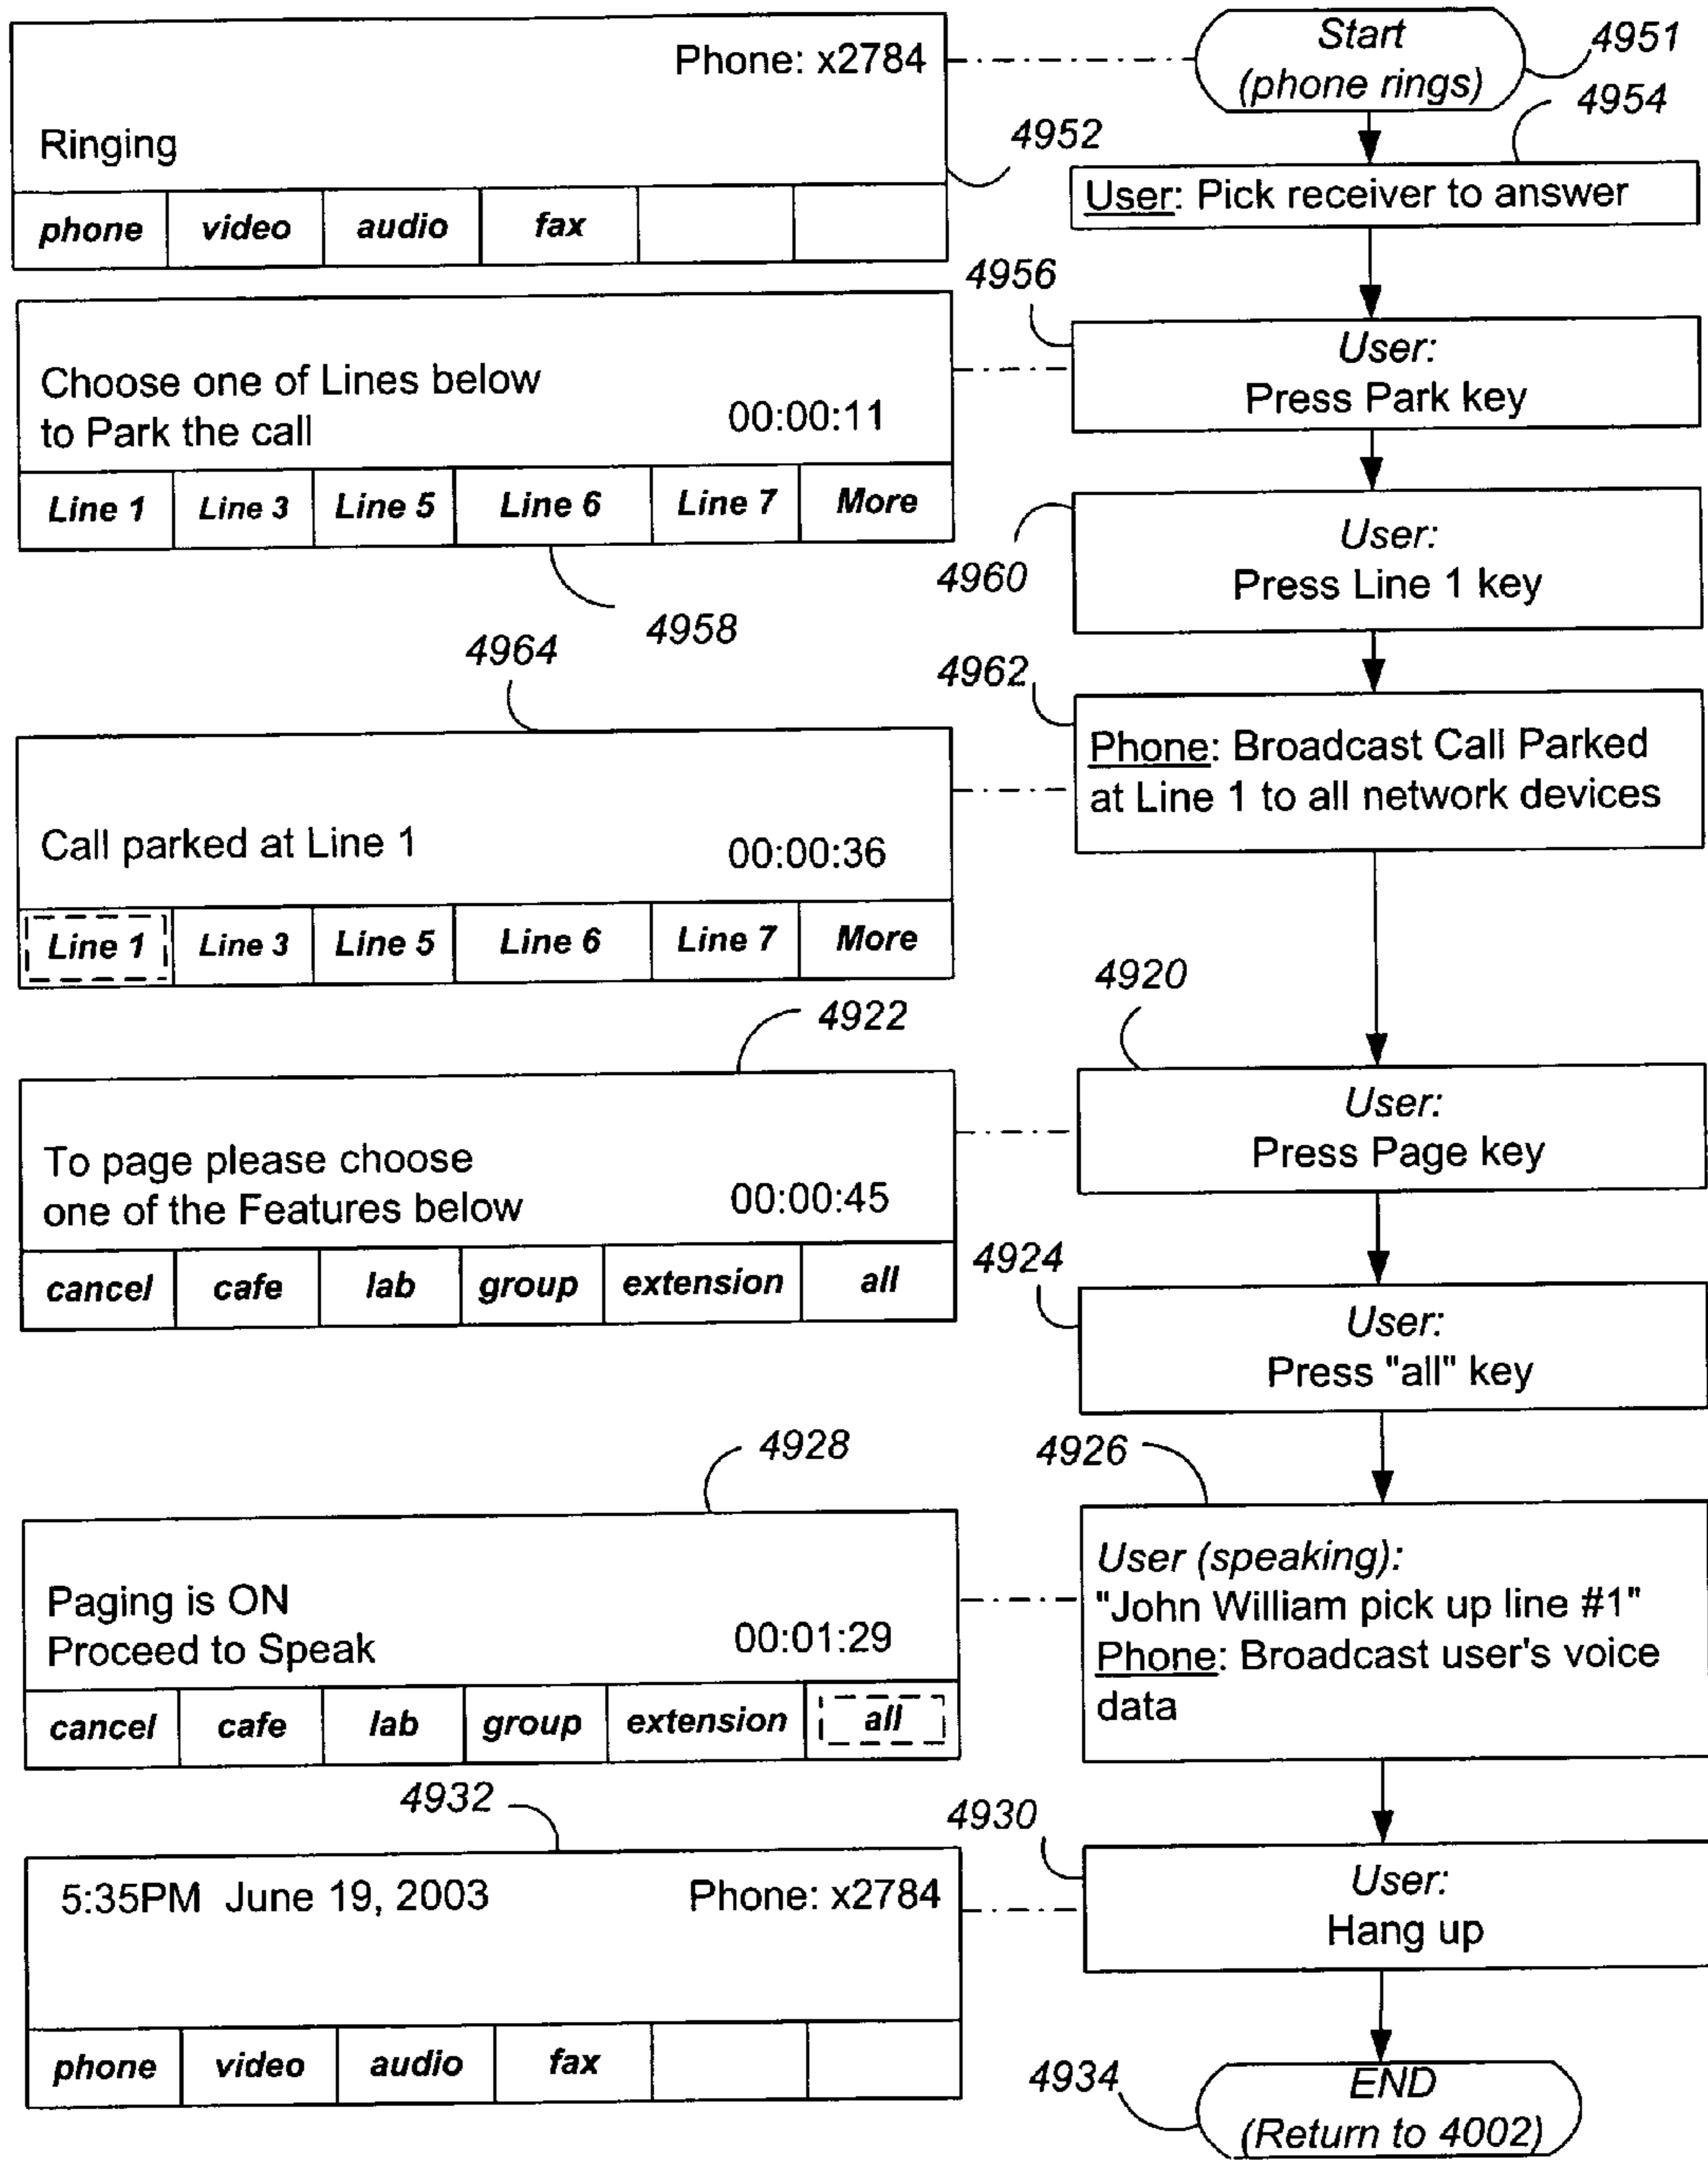 Phone: x2784
Ringing
phone video audio fax
4952
Start
(phone rings)
4951
4954
User: Pick receiver to answer
4956
Choose one of Lines below
to Park the call 00:00:11
Line 1 Line 3 Line 5 Line 6 Line 7 More
4958
User:
Press Park key
4960
User:
Press Line 1 key
4964
4962
Call parked at Line 1 00:00:36
Line 1 Line 3 Line 5 Line 6 Line 7 More
Phone: Broadcast Call Parked
at Line 1 to all network devices
4922
4920
To page please choose
one of the Features below 00:00:45
cancel cafe lab group extension all
User:
Press Page key
4924
User:
Press "all" key
4928
4926
Paging is ON
Proceed to Speak 00:01:29
cancel cafe lab group extension all
User (speaking):
"John William pick up line #1"
Phone: Broadcast user's voice
data
4932
4930
5:35PM June 19, 2003 Phone: x2784
phone video audio fax
User:
Hang up
4934
END
(Return to 4002)